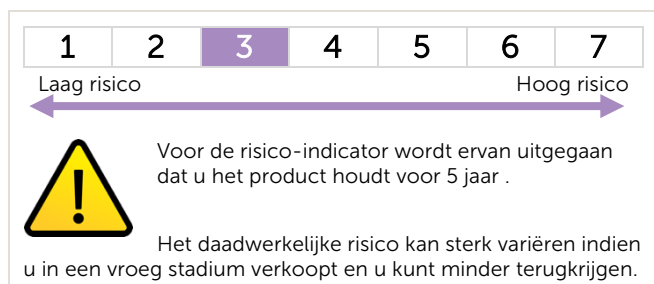 1 2 3 4 5 6 7
Laag risico Hoog risico
Voor de risico-indicator wordt ervan uitgegaan
dat u het product houdt voor 5 jaar .
Het daadwerkelijke risico kan sterk variëren indien
u in een vroeg stadium verkoopt en u kunt minder terugkrijgen.